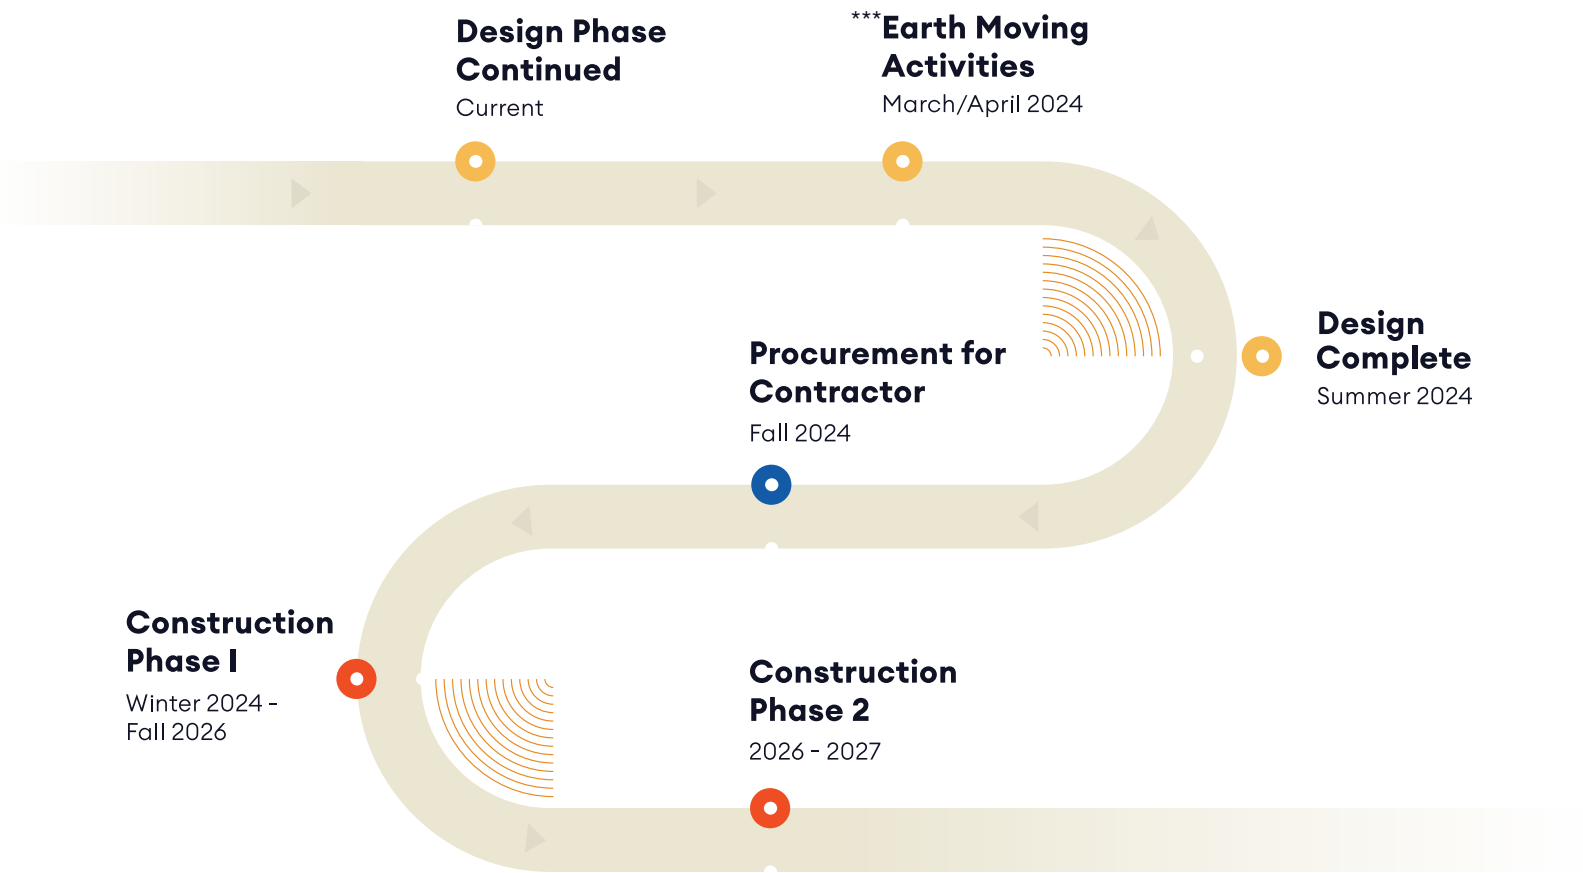 Design Phase
Continued
Current
***Earth Moving
Activities
March/April 2024
Design
Complete
Summer 2024
Procurement for
Contractor
Fall 2024
Construction
Phase I
Winter 2024 -
Fall 2026
Construction
Phase 2
2026 - 2027